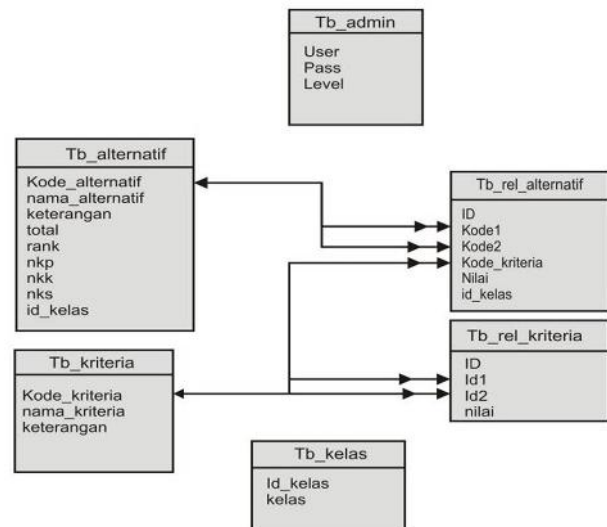 Tb_admin
User
Pass
Level
Tb_alternatif
Kode_alternatif
nama_alternatif
keterangan
total
rank
nkp
nkk
nks
id_kelas
Tb_rel_alternatif
ID
Kode1
Kode2
Kode_kriteria
Nilai
id_kelas
Tb_kriteria
Kode_kriteria
nama_kriteria
keterangan
Tb_rel_kriteria
ID
Id1
Id2
nilai
Tb_kelas
Id_kelas
kelas